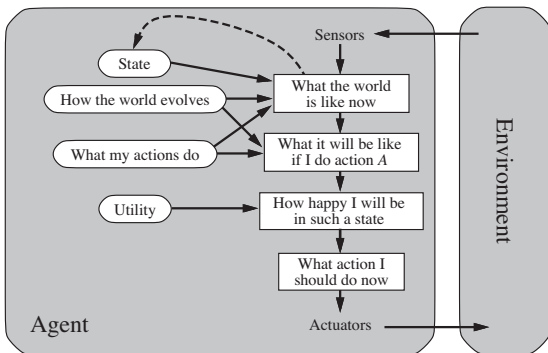 Sensors
State
What the world
is like now
How the world evolves
What it will be like
if I do action A
What my actions do
How happy I will be
in such a state
Utility
What action I
should do now
Agent
Actuators
Environment